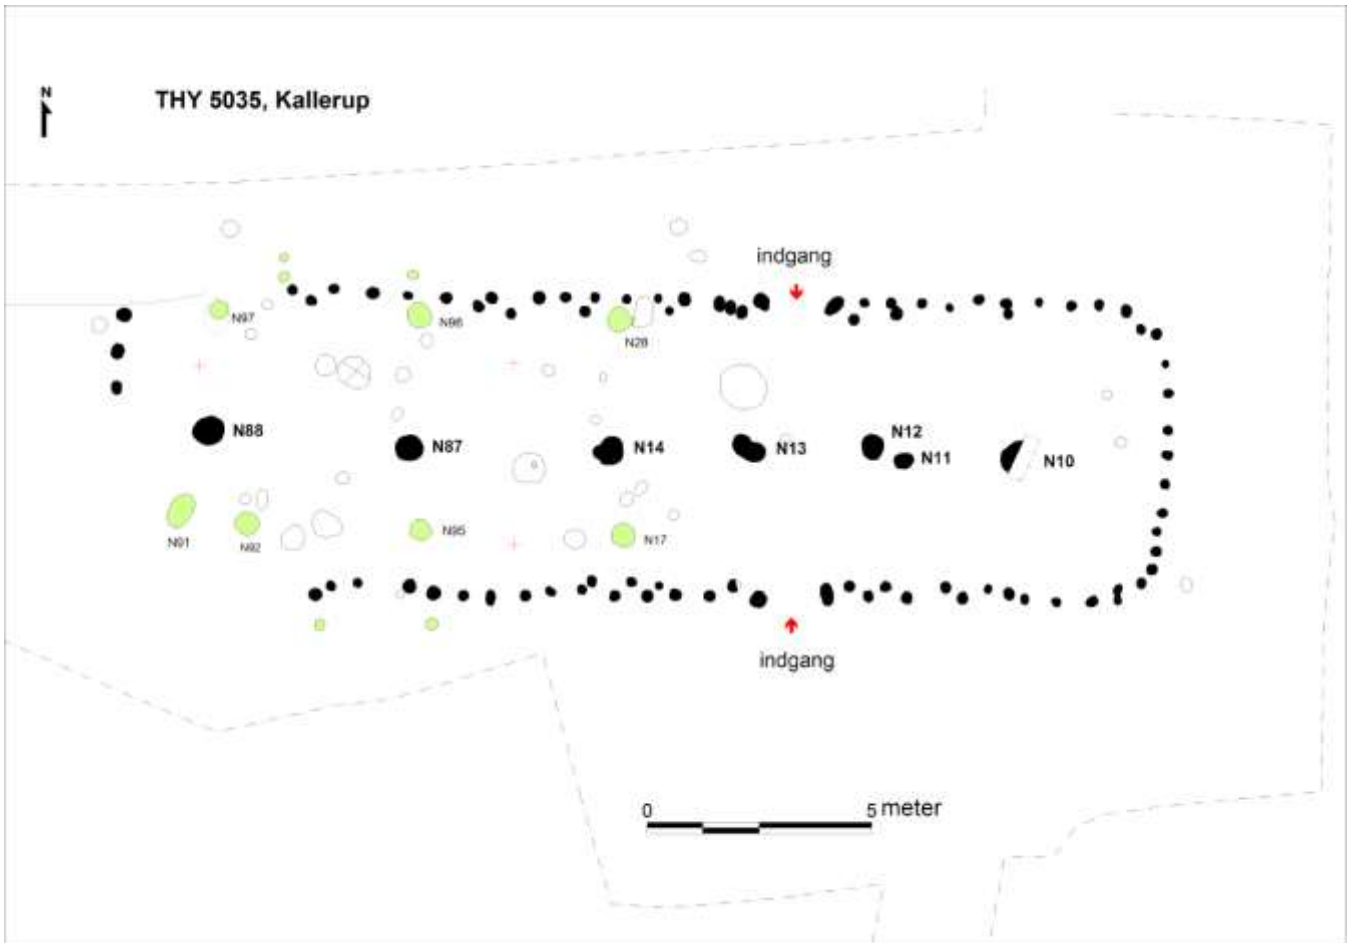 N
THY 5035, Kallerup
indgang
N97
N96
N28
N88
N87
N14
N13
N12
N11
N10
N91
N92
N95
N17
indgang
0 5 meter